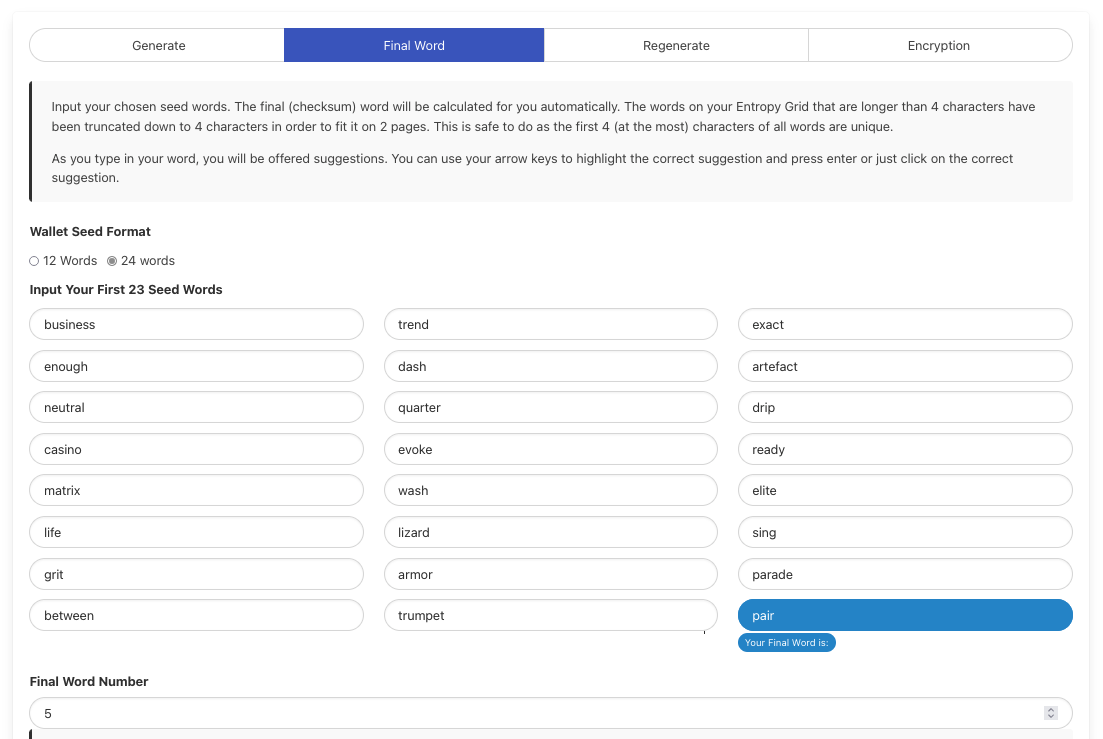 Generate
Final Word
Regenerate
Encryption
Input your chosen seed words. The final (checksum) word will be calculated for you automatically. The words on your Entropy Grid that are longer than 4 characters have
been truncated down to 4 characters in order to fit it on 2 pages. This is safe to do as the first 4 (at the most) characters of all words are unique.
As you type in your word, you will be offered suggestions. You can use your arrow keys to highlight the correct suggestion and press enter or just click on the correct
suggestion.
Wallet Seed Format
12 Words 24 words
Input Your First 23 Seed Words
business trend exact
enough dash artefact
neutral quarter drip
casino evoke ready
matrix wash elite
life lizard sing
grit armor parade
between trumpet pair
Your Final Word is:
Final Word Number
5